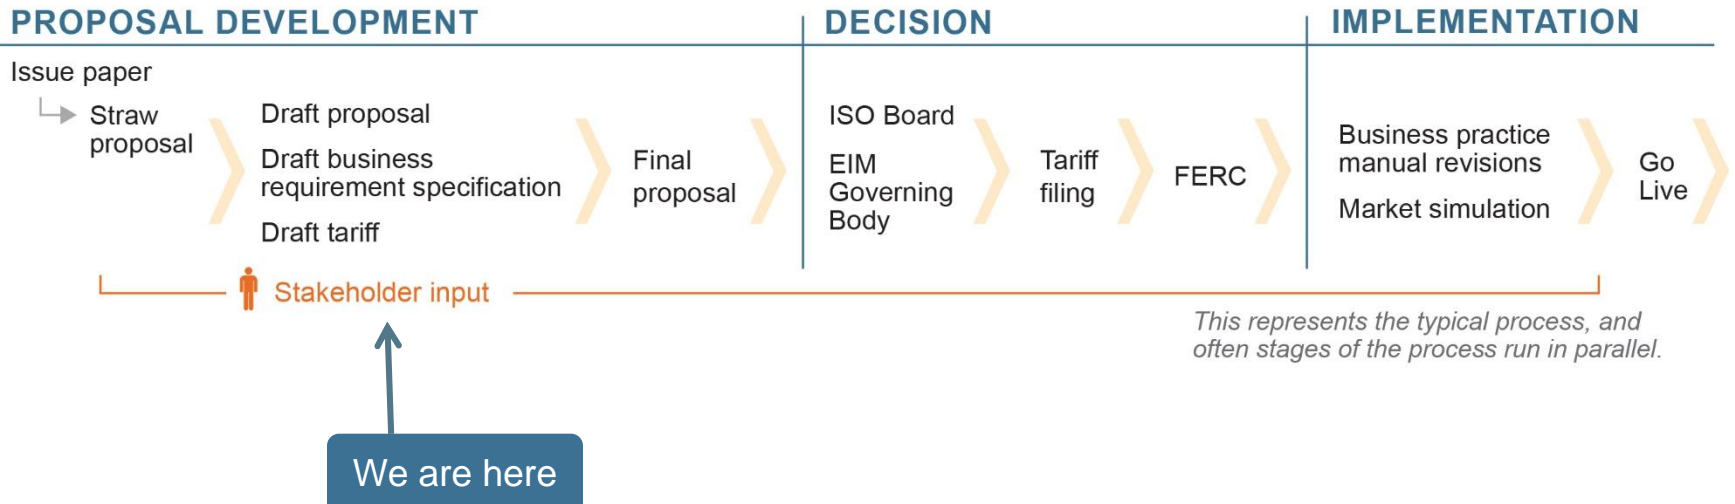 PROPOSAL DEVELOPMENT
DECISION
IMPLEMENTATION
Issue paper
Straw
proposal
Draft proposal
Draft business
requirement specification
Draft tariff
Final
proposal
ISO Board
EIM
Governing
Body
Tariff
filing
FERC
Business practice
manual revisions
Market simulation
Go
Live
Stakeholder input
This represents the typical process, and
often stages of the process run in parallel.
We are here